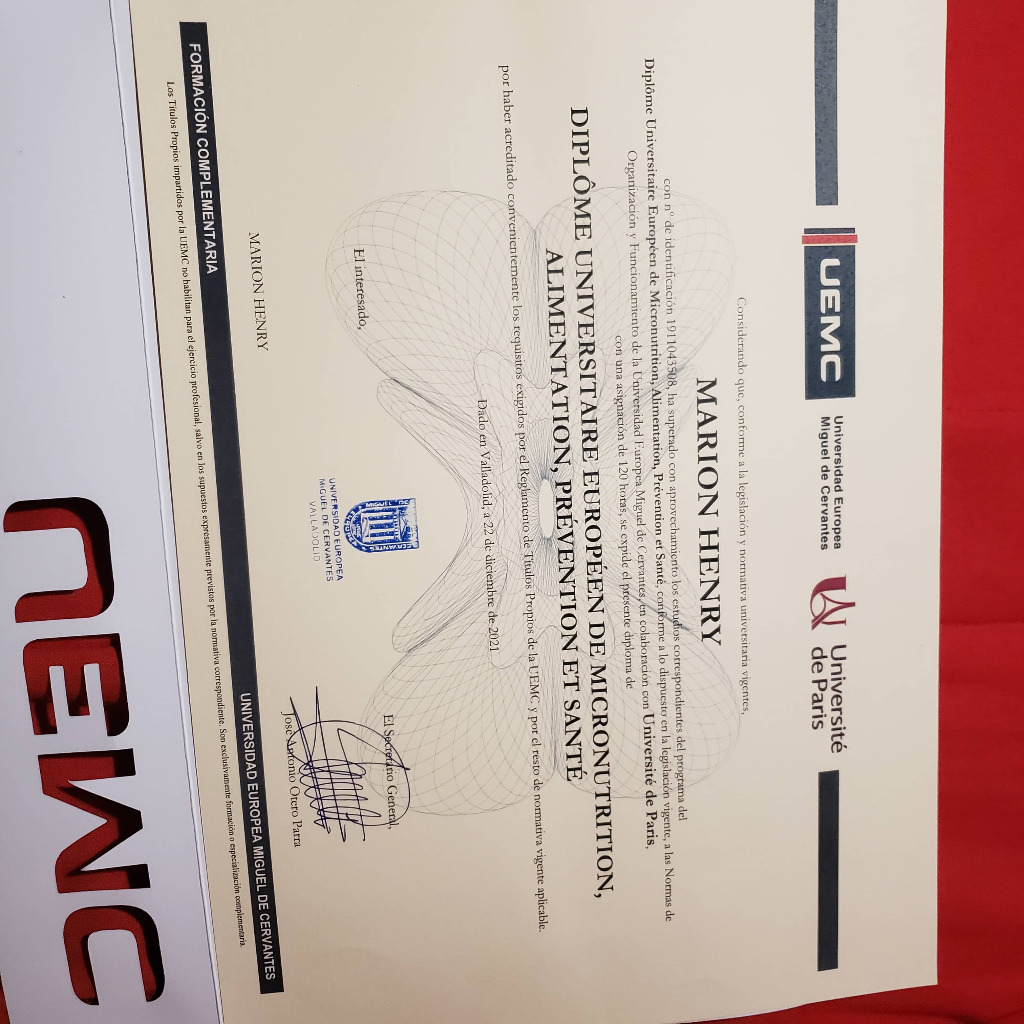 UEMC
Universidad Europea
Miguel de Cervantes
Université
de Paris
Considerando que, conforme a la legislación y normativa universitaria vigentes,
MARION HENRY
con nº de identificación 1911043508, ha superado con aprovechamiento los estudios correspondientes del programa del
Diplôme Universitaire Européen de Micronutrition, Alimentation, Prévention et Santé, conforme a lo dispuesto en la legislación vigente, a las Normas de
Organización y Funcionamiento de la Universidad Europea Miguel de Cervantes, en colaboración con Université de Paris,
con una asignación de 120 horas, se expide el presente diploma de
DIPLÔME UNIVERSITAIRE EUROPÉEN DE MICRONUTRITION,
ALIMENTATION, PRÉVENTION ET SANTÉ
por haber acreditado convenientemente los requisitos exigidos por el Reglamento de Títulos Propios de la UEMC y por el resto de normativa vigente aplicable.
Dado en Valladolid, a 22 de diciembre de 2021
El interesado,
El Secretario General,
MIGUEL DE
CERVANTES
UNIVERSIDAD EUROPEA
MIGUEL DE CERVANTES
VALLADOLID
MARION HENRY
José Antonio Otero Parra
FORMACIÓN COMPLEMENTARIA
UNIVERSIDAD EUROPEA MIGUEL DE CERVANTES
Los Títulos Propios impartidos por la UEMC no habilitan para el ejercicio profesional, salvo en los supuestos expresamente previstos por la normativa correspondiente. Son exclusivamente formación o especialización complementaria.
UEMC